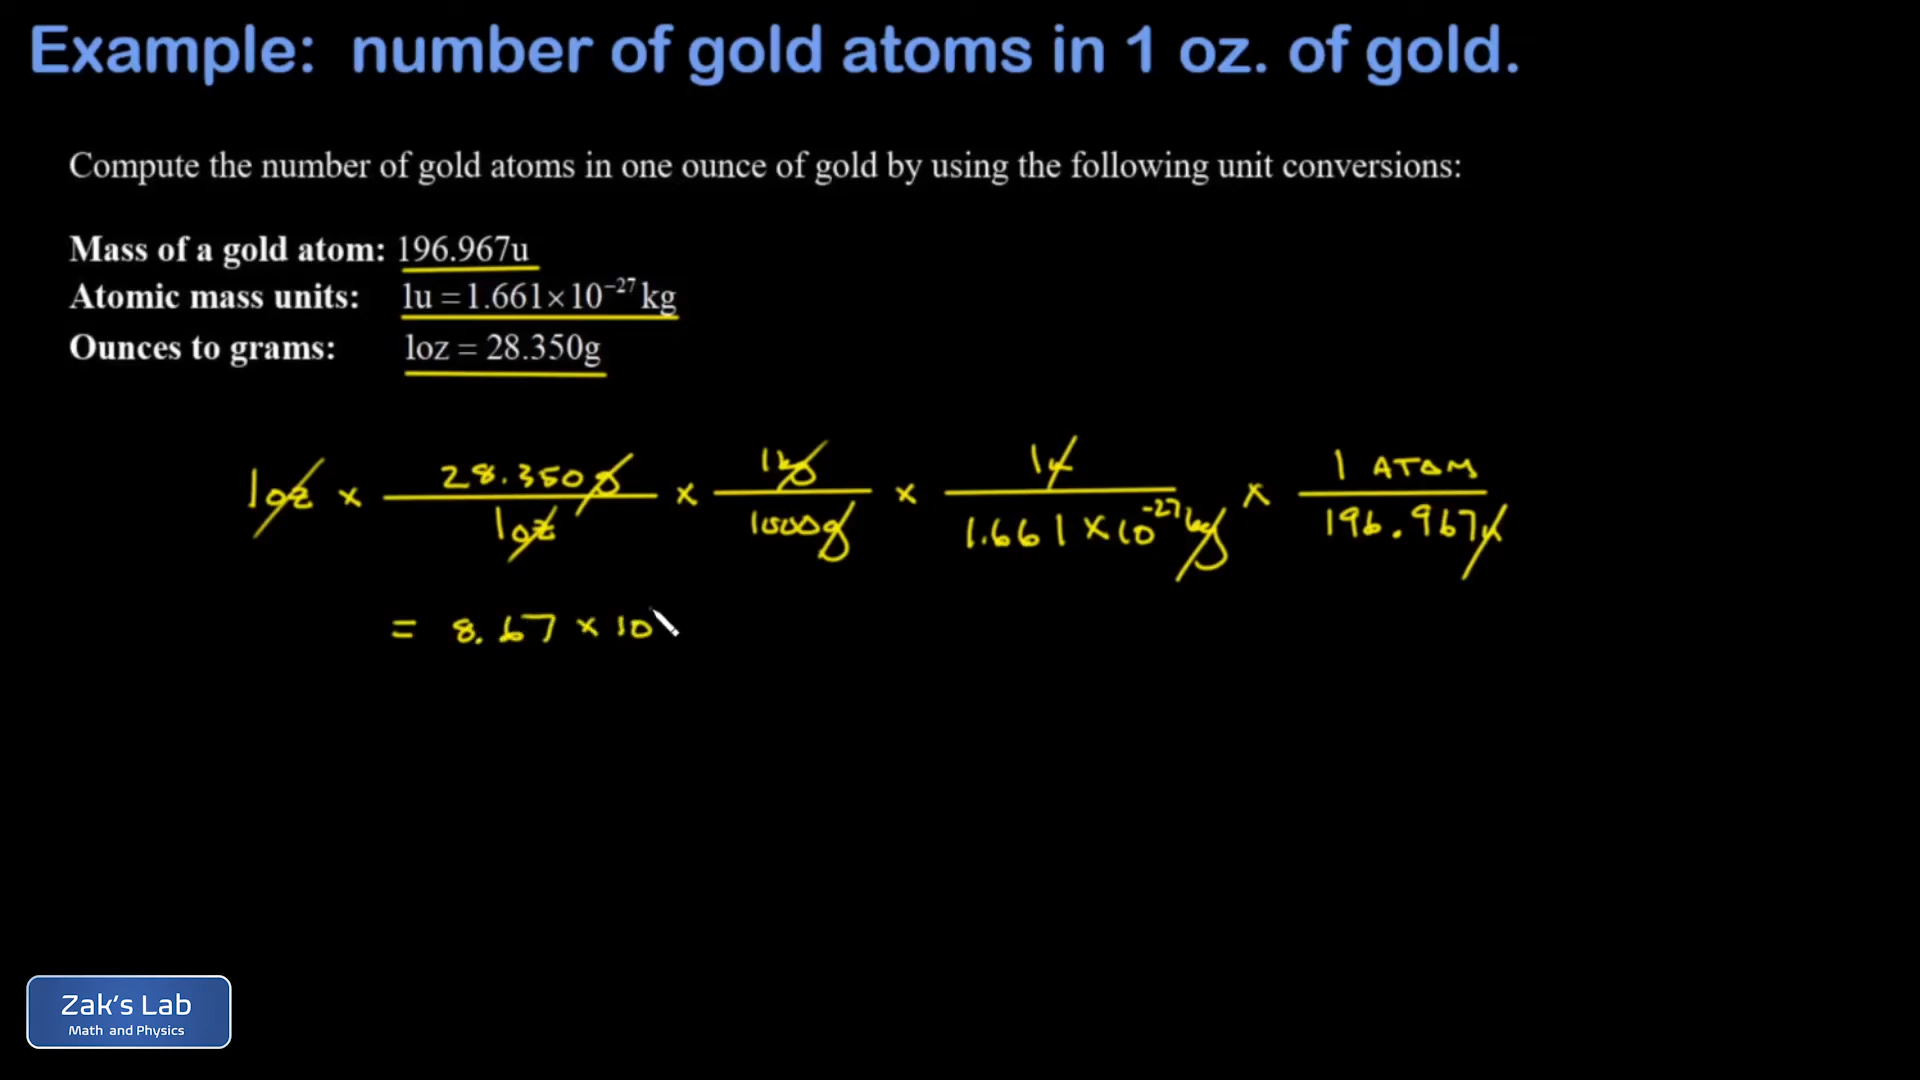 Example: number of gold atoms in 1 oz. of gold.
Compute the number of gold atoms in one ounce of gold by using the following unit conversions:
Mass of a gold atom: 196.967u
Atomic mass units: 1u = 1.661×10⁻²⁷ kg
Ounces to grams: 1oz = 28.350g
1oz × 28.350g / 1oz × 1kg / 1000g × 1u / 1.661 × 10⁻²⁷kg × 1 ATOM / 196.967u
= 8.67 × 10
Zak's Lab
Math and Physics